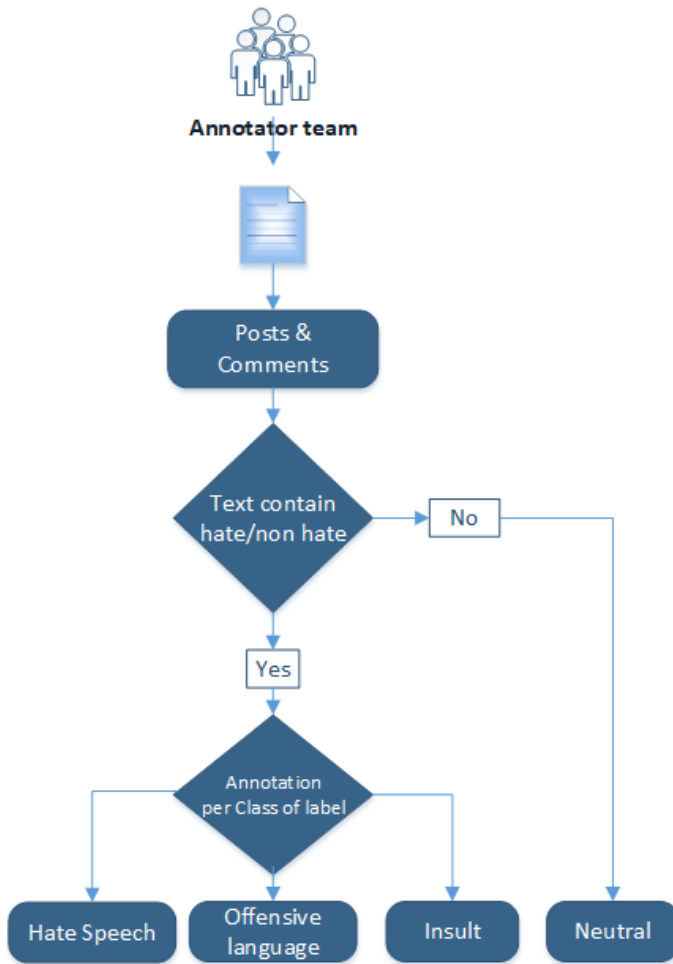 Annotator team
Posts &
Comments
Text contain
hate/non hate
No
Yes
Annotation
per Class of label
Hate Speech
Offensive
language
Insult
Neutral